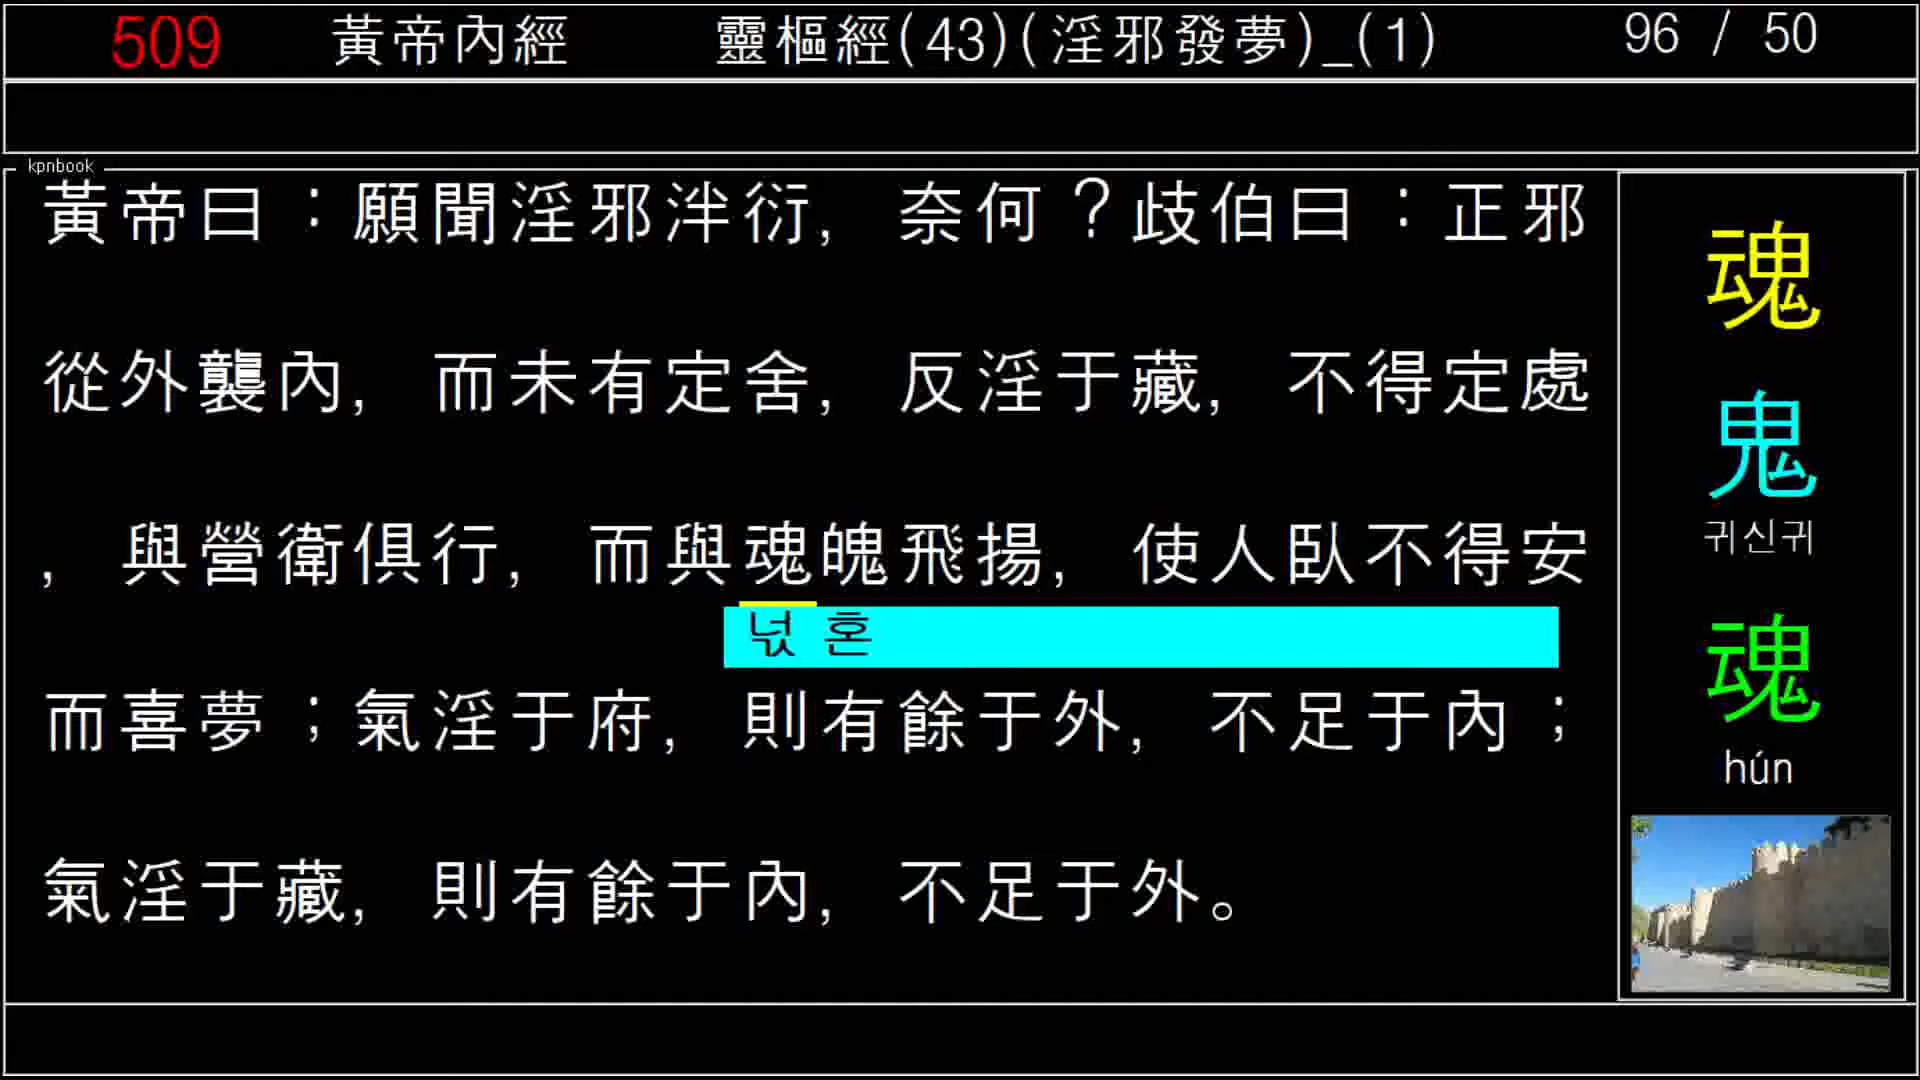 509 黃帝內經 靈樞經(43)(淫邪發夢)_(1) 96 / 50
kpnbook
黃帝曰：願聞淫邪泮衍, 奈何？歧伯曰：正邪
從外襲內, 而未有定舍, 反淫于藏, 不得定處
, 與營衛俱行, 而與魂魄飛揚, 使人臥不得安
넋 혼
而喜夢；氣淫于府, 則有餘于外, 不足于內；
氣淫于藏, 則有餘于內, 不足于外。
魂
鬼
귀신귀
魂
hún